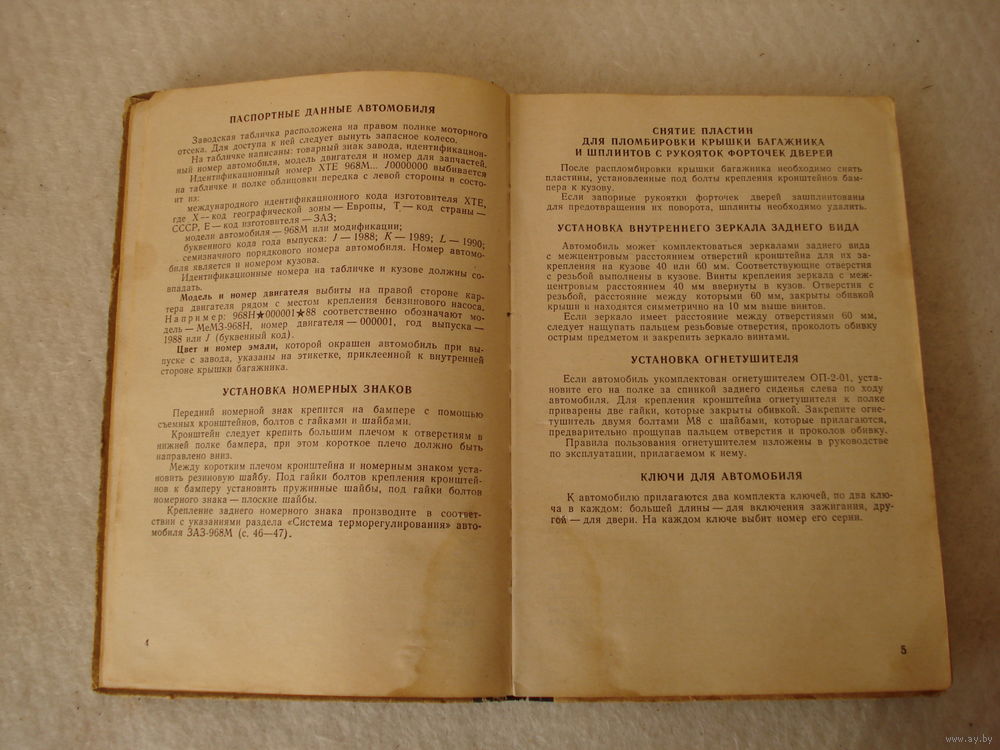 ПАСПОРТНЫЕ ДАННЫЕ АВТОМОБИЛЯ
Заводская табличка расположена на правом полике моторного
отсека. Для доступа к ней следует вынуть запасное колесо.
На табличке написаны: товарный знак завода, идентификацион-
ный номер автомобиля, модель двигателя и номер для запчастей.
Идентификационный номер XTE 968M... J0000000 выбивается
на табличке и полке облицовки передка с левой стороны и состо-
ит из:
международного идентификационного кода изготовителя XTE,
где X — код географической зоны — Европы, T — код страны —
СССР, E — код изготовителя — ЗАЗ;
модели автомобиля — 968М или модификации;
буквенного кода года выпуска: J — 1988; K — 1989; L — 1990;
семизначного порядкового номера автомобиля. Номер автомо-
биля является и номером кузова.
Идентификационные номера на табличке и кузове должны со-
впадать.
Модель и номер двигателя выбиты на правой стороне кар-
тера двигателя рядом с местом крепления бензинового насоса.
Например: 968Н★000001★88 соответственно обозначают мо-
дель — МеМЗ-968Н, номер двигателя — 000001, год выпуска —
1988 или J (буквенный код).
Цвет и номер эмали, которой окрашен автомобиль при вы-
пуске с завода, указаны на этикетке, приклеенной к внутренней
стороне крышки багажника.
УСТАНОВКА НОМЕРНЫХ ЗНАКОВ
Передний номерной знак крепится на бампере с помощью
съемных кронштейнов, болтов с гайками и шайбами.
Кронштейн следует крепить большим плечом к отверстиям в
нижней полке бампера, при этом короткое плечо должно быть
направлено вниз.
Между коротким плечом кронштейна и номерным знаком уста-
новить резиновую шайбу. Под гайки болтов крепления кронштей-
нов к бамперу установить пружинные шайбы, под гайки болтов
номерного знака — плоские шайбы.
Крепление заднего номерного знака производите в соответ-
ствии с указаниями раздела «Система терморегулирования» авто-
мобиля ЗАЗ-968М (с. 46—47).
4
СНЯТИЕ ПЛАСТИН
ДЛЯ ПЛОМБИРОВКИ КРЫШКИ БАГАЖНИКА
И ШПЛИНТОВ С РУКОЯТОК ФОРТОЧЕК ДВЕРЕЙ
После распломбировки крышки багажника необходимо снять
пластины, установленные под болты крепления кронштейнов бам-
пера к кузову.
Если запорные рукоятки форточек дверей зашплинтованы
для предотвращения их поворота, шплинты необходимо удалить.
УСТАНОВКА ВНУТРЕННЕГО ЗЕРКАЛА ЗАДНЕГО ВИДА
Автомобиль может комплектоваться зеркалами заднего вида
с межцентровым расстоянием отверстий кронштейна для их за-
крепления на кузове 40 или 60 мм. Соответствующие отверстия
с резьбой выполнены в кузове. Винты крепления зеркала с меж-
центровым расстоянием 40 мм ввернуты в кузов. Отверстия с
резьбой, расстояние между которыми 60 мм, закрыты обивкой
крыши и находятся симметрично на 10 мм выше винтов.
Если зеркало имеет расстояние между отверстиями 60 мм,
следует нащупать пальцем резьбовые отверстия, проколоть обивку
острым предметом и закрепить зеркало винтами.
УСТАНОВКА ОГНЕТУШИТЕЛЯ
Если автомобиль укомплектован огнетушителем ОП-2-01, уста-
новите его на полке за спинкой заднего сиденья слева по ходу
автомобиля. Для крепления кронштейна огнетушителя к полке
приварены две гайки, которые закрыты обивкой. Закрепите огне-
тушитель двумя болтами М8 с шайбами, которые прилагаются,
предварительно прощупав пальцем отверстия и проколов обивку.
Правила пользования огнетушителем изложены в руководстве
по эксплуатации, прилагаемом к нему.
КЛЮЧИ ДЛЯ АВТОМОБИЛЯ
К автомобилю прилагаются два комплекта ключей, по два клю-
ча в каждом: большей длины — для включения зажигания, дру-
гой — для двери. На каждом ключе выбит номер его серии.
5
www.ay.by